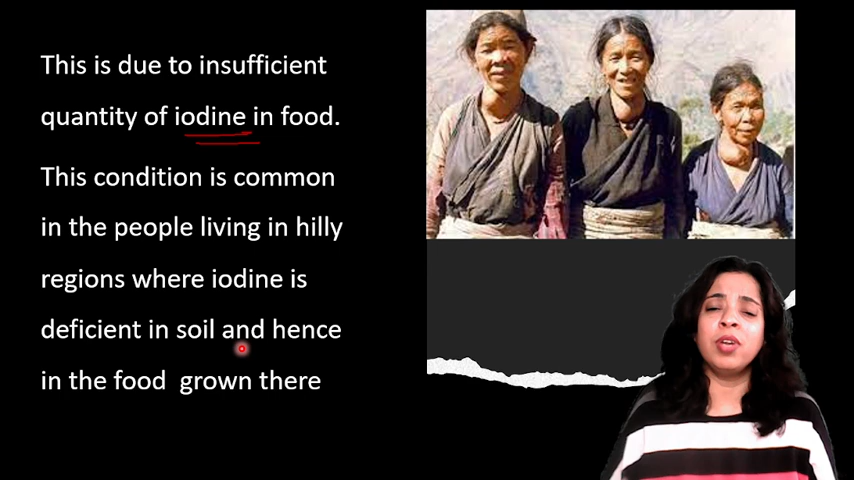 This is due to insufficient
quantity of iodine in food.
This condition is common
in the people living in hilly
regions where iodine is
deficient in soil and hence
in the food grown there